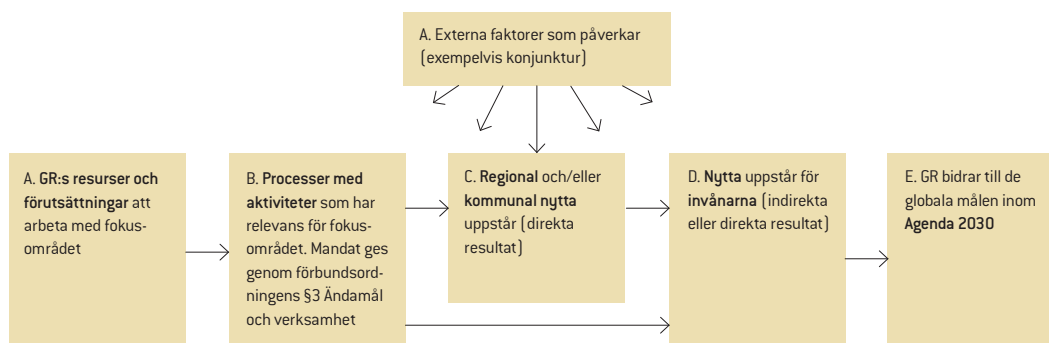 A. Externa faktorer som påverkar
(exempelvis konjunktur)
A. GR:s resurser och
förutsättningar att
arbeta med fokus-
området
B. Processer med
aktiviteter som har
relevans för fokus-
området. Mandat ges
genom förbundsord-
ningens §3 Ändamål
och verksamhet
C. Regional och/eller
kommunal nytta
uppstår (direkta
resultat)
D. Nytta uppstår för
invånarna (indirekta
eller direkta resultat)
E. GR bidrar till de
globala målen inom
Agenda 2030